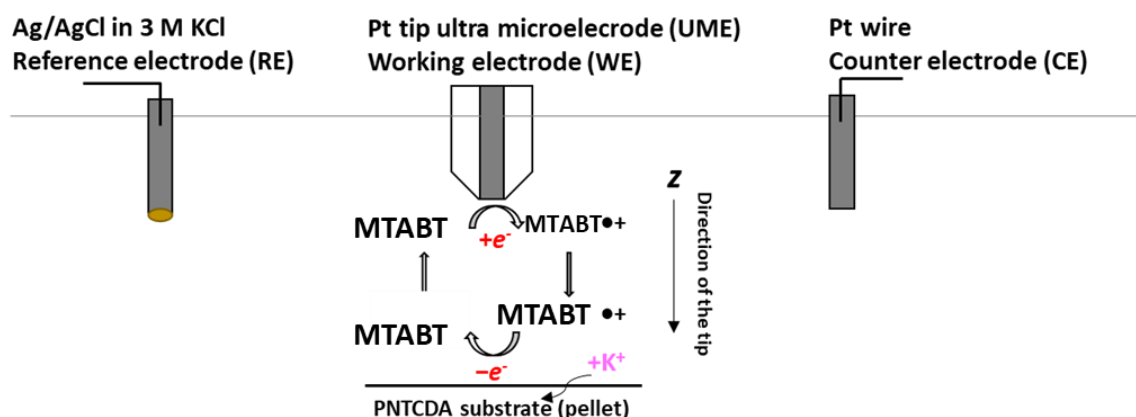 Ag/AgCl in 3 M KCl
Reference electrode (RE)
Pt tip ultra microelecrode (UME)
Working electrode (WE)
Pt wire
Counter electrode (CE)
z
Direction of the tip
MTABT
MTABT●+
+e-
MTABT ●+
MTABT
−e-
+K+
PNTCDA substrate (pellet)